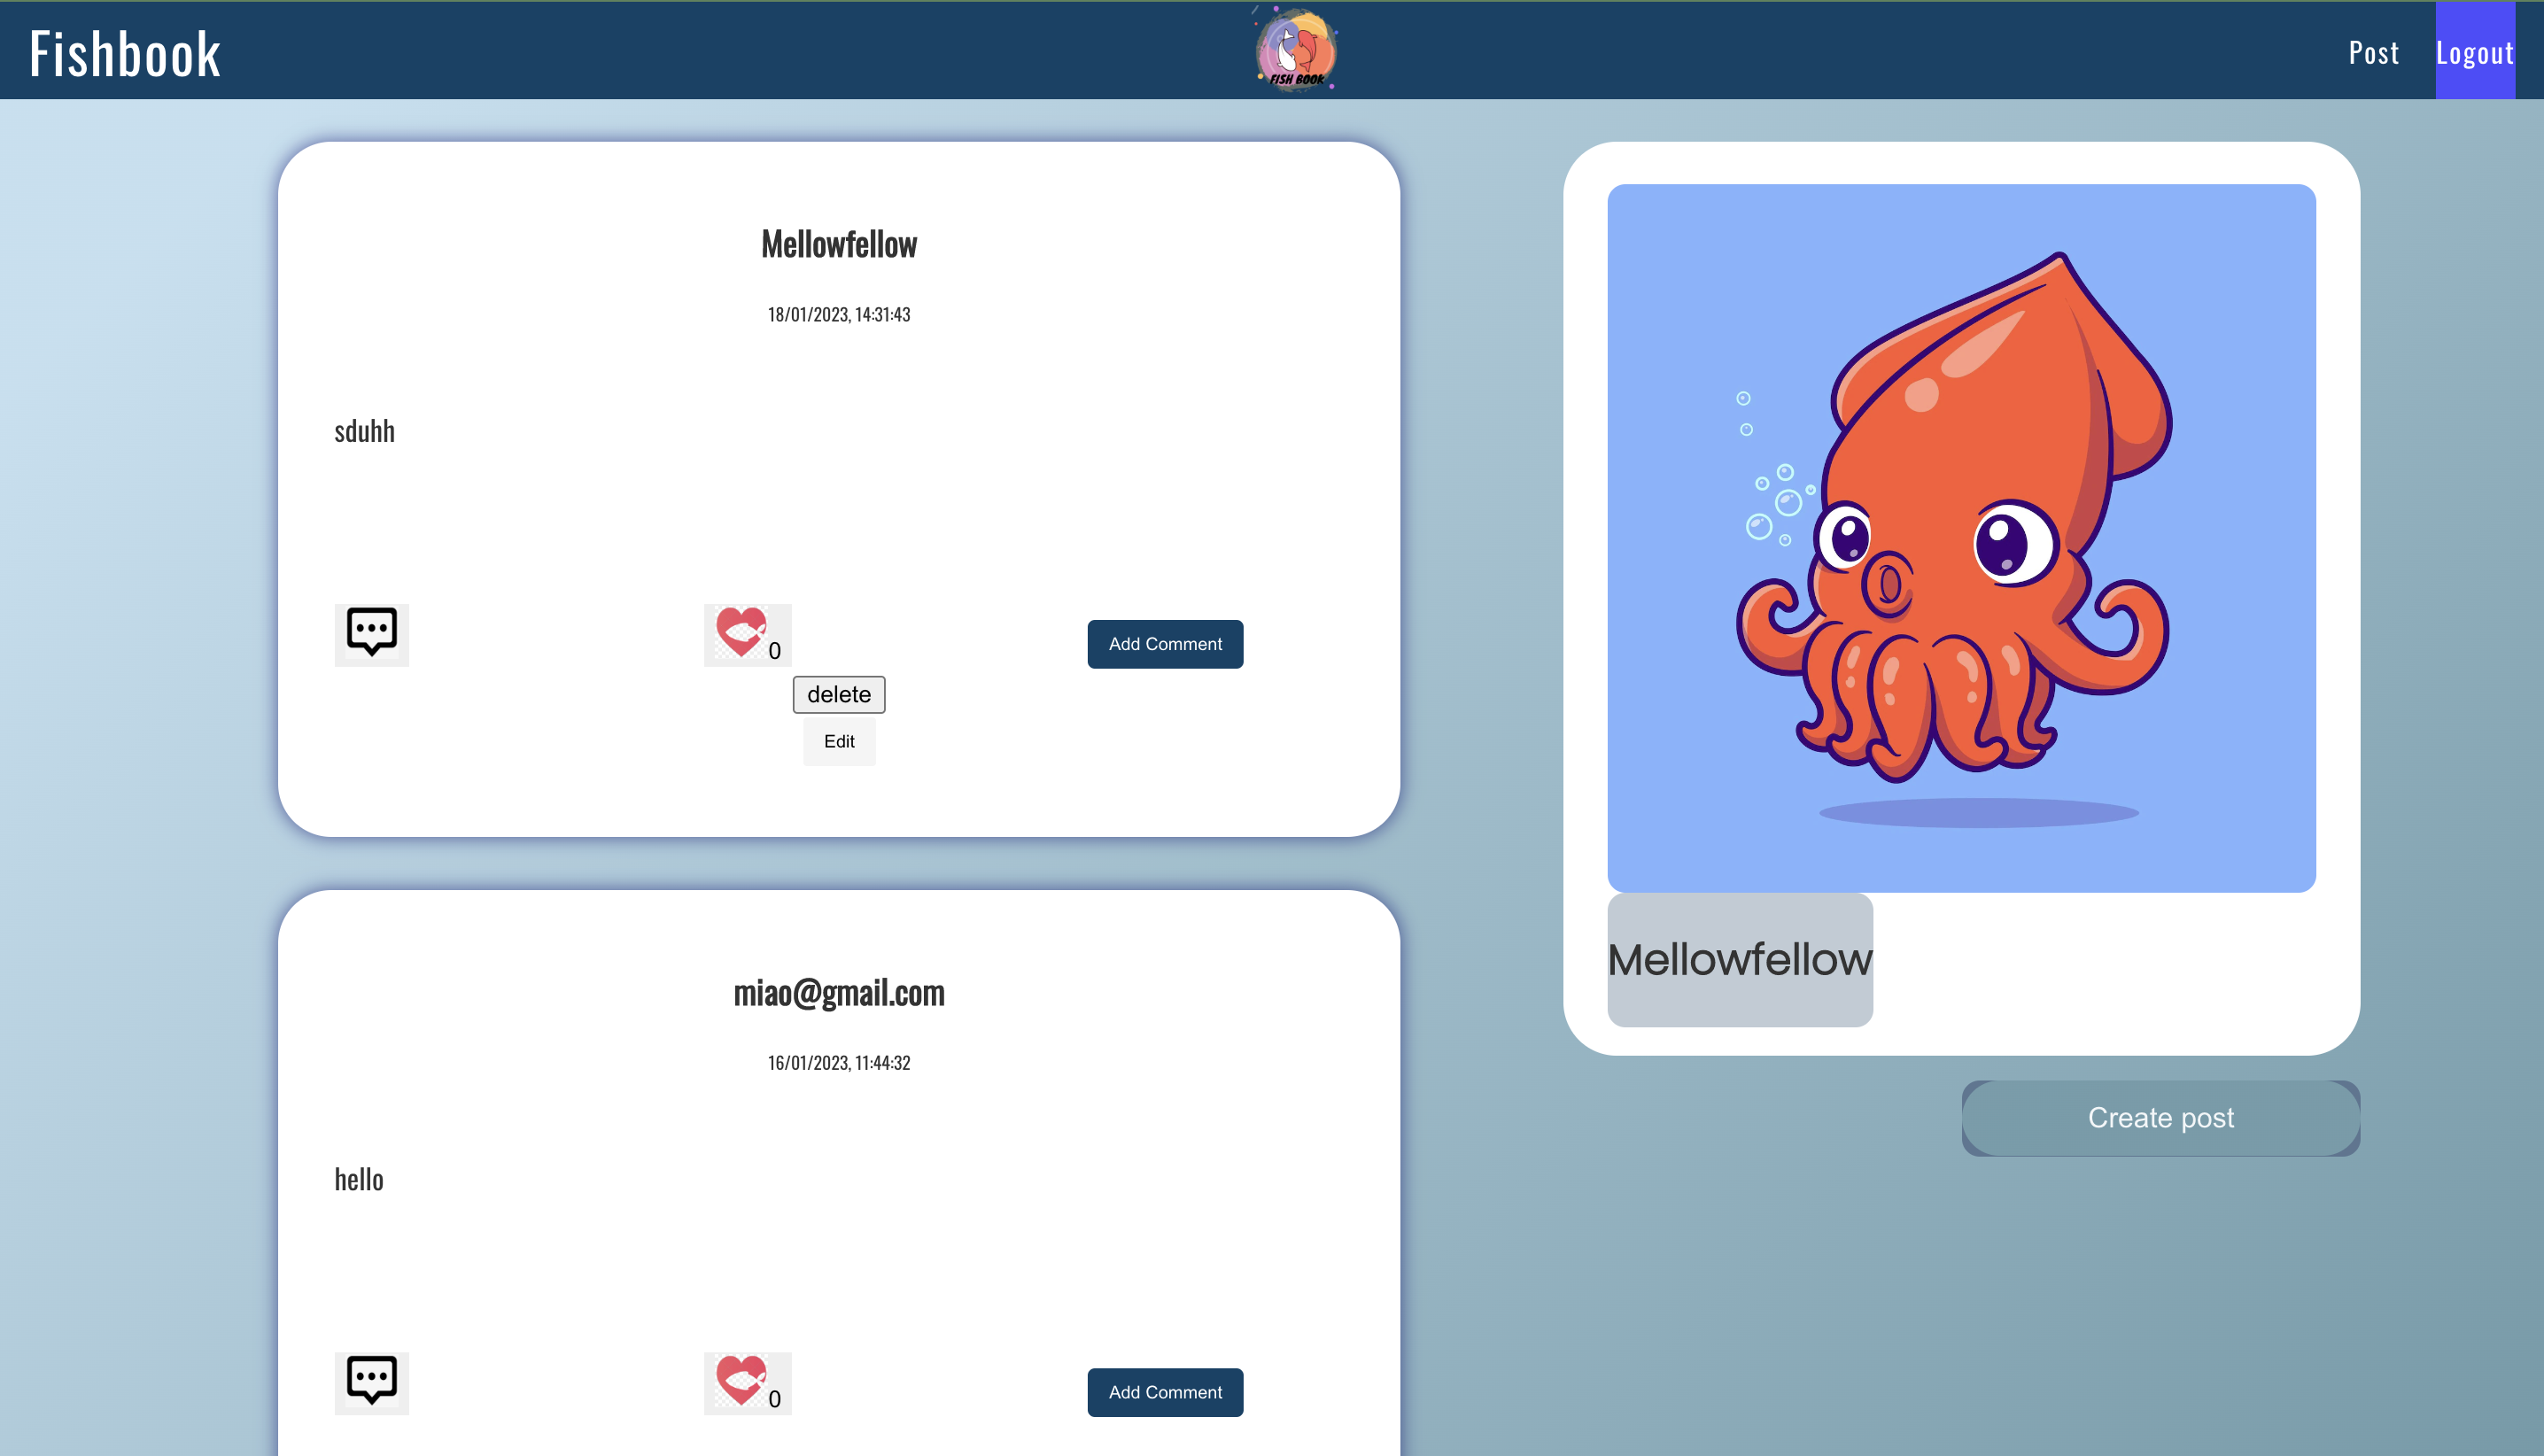 Fishbook
FISH BOOK
Post
Logout
Mellowfellow
18/01/2023, 14:31:43
sduhh
0
Add Comment
delete
Edit
miao@gmail.com
16/01/2023, 11:44:32
hello
0
Add Comment
Mellowfellow
Create post